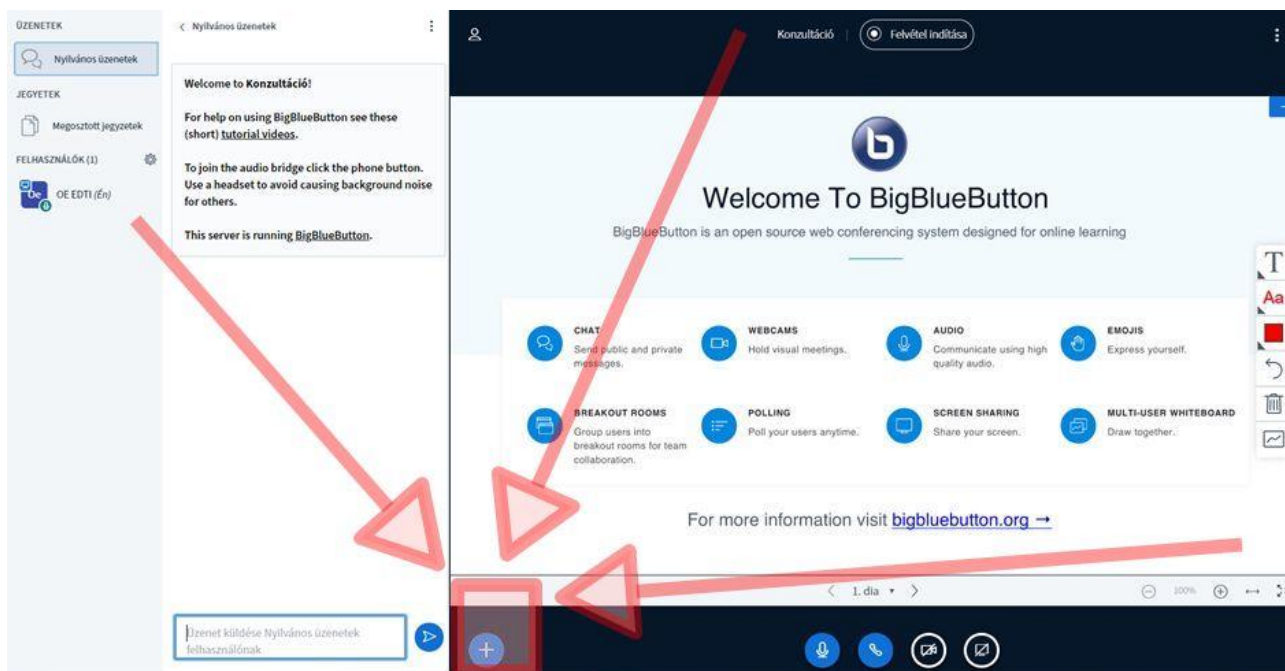 ÜZENETEK
Nyilvános üzenetek
JEGYETEK
Megosztott jegyzetek
FELHASZNÁLÓK (1)
De
OE EDTI (Én)
Nyilvános üzenetek
Welcome to Konzultáció!
For help on using BigBlueButton see these
(short) tutorial videos.
To join the audio bridge click the phone button.
Use a headset to avoid causing background noise
for others.
This server is running BigBlueButton.
Üzenet küldése Nyilvános üzenetek
felhasználónak
Konzultáció
Felvétel indítása
b
Welcome To BigBlueButton
BigBlueButton is an open source web conferencing system designed for online learning
CHAT
Send public and private
messages.
WEBCAMS
Hold visual meetings.
AUDIO
Communicate using high
quality audio.
EMOJIS
Express yourself.
BREAKOUT ROOMS
Group users into
breakout rooms for team
collaboration.
POLLING
Poll your users anytime.
SCREEN SHARING
Share your screen.
MULTI-USER WHITEBOARD
Draw together.
For more information visit bigbluebutton.org →
T
Aa
1. dia
100%